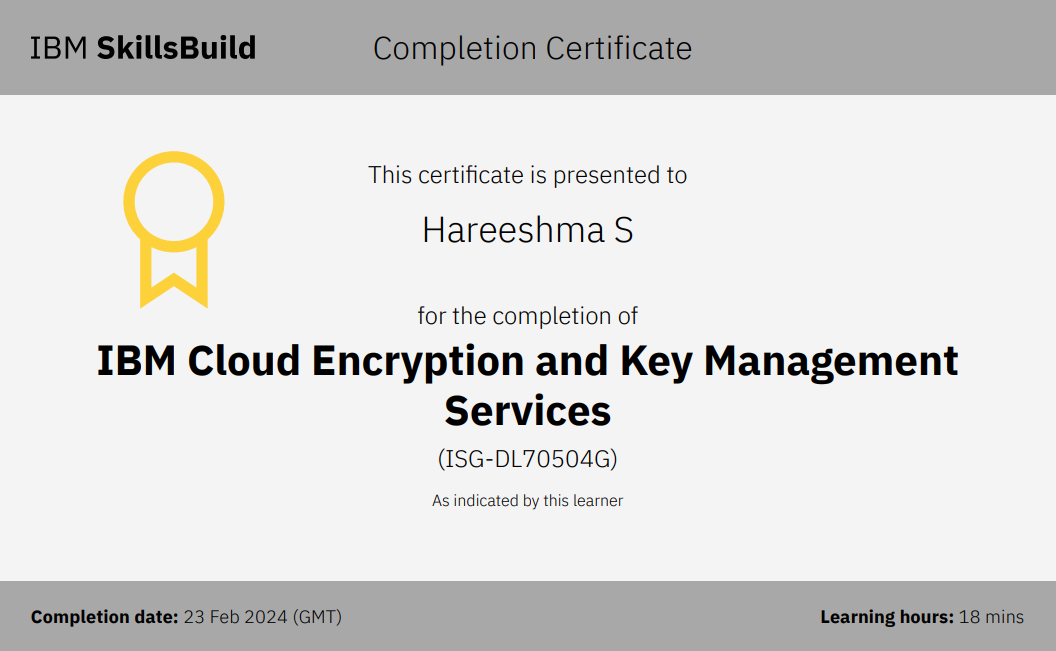 IBM SkillsBuild
Completion Certificate
This certificate is presented to
Hareeshma S
for the completion of
IBM Cloud Encryption and Key Management
Services
(ISG-DL70504G)
As indicated by this learner
Completion date: 23 Feb 2024 (GMT)
Learning hours: 18 mins